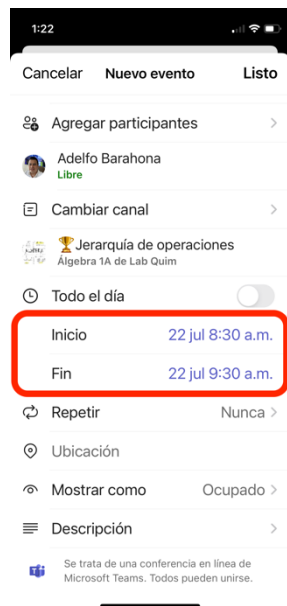 1:22
Cancelar Nuevo evento Listo
Agregar participantes
Adelfo Barahona
Libre
Cambiar canal
Jerarquía de operaciones
Álgebra 1A de Lab Quim
Todo el día
Inicio 22 jul 8:30 a.m.
Fin 22 jul 9:30 a.m.
Repetir Nunca
Ubicación
Mostrar como Ocupado
Descripción
Se trata de una conferencia en línea de
Microsoft Teams. Todos pueden unirse.